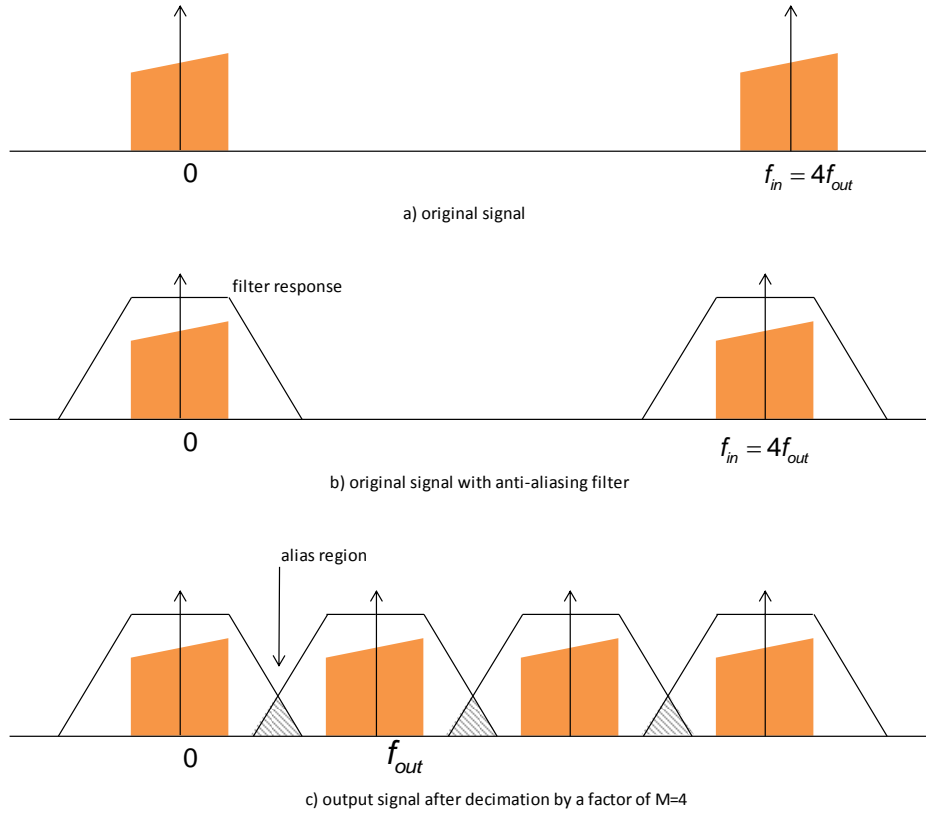 0
f_in = 4f_out
a) original signal
filter response
0
f_in = 4f_out
b) original signal with anti-aliasing filter
alias region
0
f_out
c) output signal after decimation by a factor of M=4